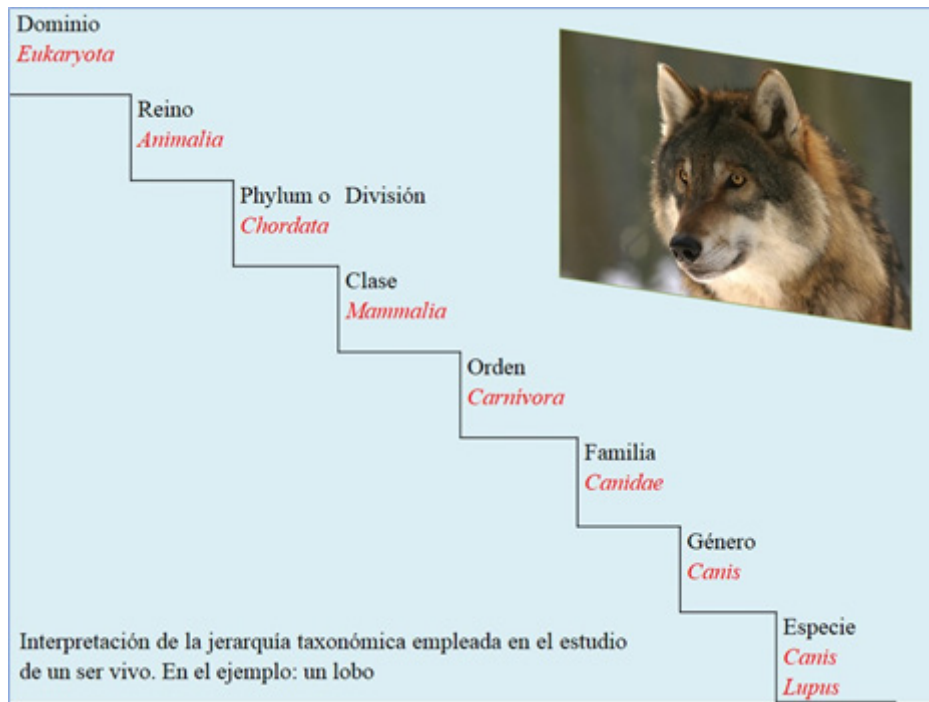 Dominio
Eukaryota
Reino
Animalia
Phylum o División
Chordata
Clase
Mammalia
Orden
Carnívora
Familia
Canidae
Género
Canis
Especie
Canis
Lupus
Interpretación de la jerarquía taxonómica empleada en el estudio
de un ser vivo. En el ejemplo: un lobo